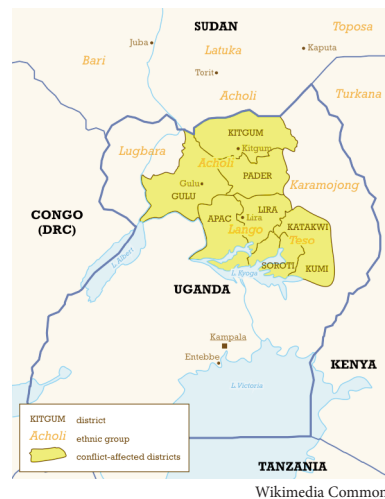 SUDAN
Toposa
Juba
Latuka
Kaputa
Bari
Torit
Acholi
Turkana
KITGUM
Lugbara
Kitgum
Acholi
PADER
Karamojong
Gulu
GULU
LIRA
CONGO
(DRC)
APAC
Lira
KATAKWI
Lango
Teso
L. Albert
SOROTI
KUMI
L. Kyoga
UGANDA
Kampala
Entebbe
KENYA
L. Victoria
KITGUM district
Acholi ethnic group
conflict-affected districts
TANZANIA
Wikimedia Common